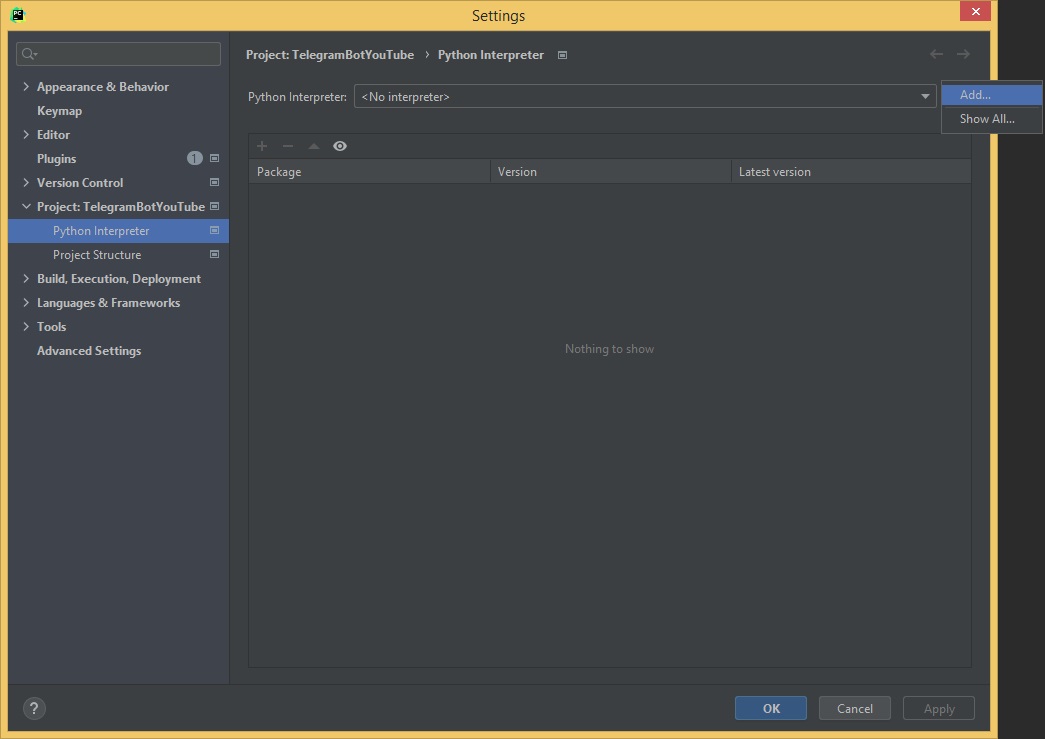 PC
Settings
Project: TelegramBotYouTube › Python Interpreter
Python Interpreter: <No interpreter>
Add...
Show All...
Appearance & Behavior
Keymap
Editor
Plugins 1
Version Control
Project: TelegramBotYouTube
Python Interpreter
Project Structure
Build, Execution, Deployment
Languages & Frameworks
Tools
Advanced Settings
Package Version Latest version
Nothing to show
? OK Cancel Apply